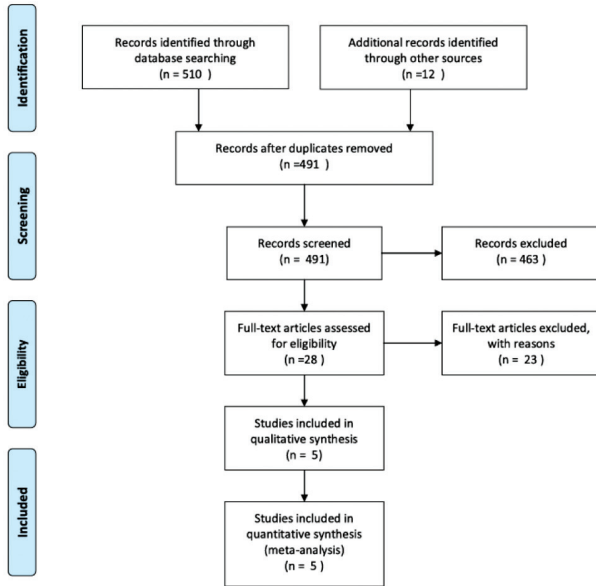 Identification
Records identified through
database searching
(n = 510  )
Additional records identified
through other sources
(n =12  )
Records after duplicates removed
(n =491  )
Screening
Records screened
(n =  491)
Records excluded
(n =  463 )
Eligibility
Full-text articles assessed
for eligibility
(n =28  )
Full-text articles excluded,
with reasons
(n =  23 )
Studies included in
qualitative synthesis
(n =  5)
Included
Studies included in
quantitative synthesis
(meta-analysis)
(n =  5 )